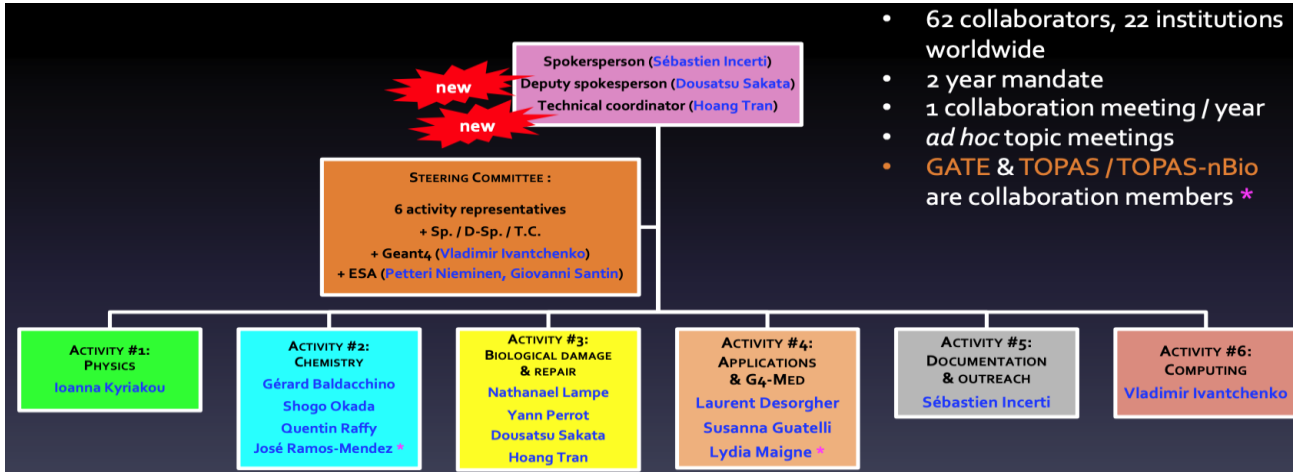 Spokersperson (Sébastien Incerti)
Deputy spokesperson (Dousatsu Sakata)
Technical coordinator (Hoang Tran)
new
new
• 62 collaborators, 22 institutions
worldwide
• 2 year mandate
• 1 collaboration meeting / year
• ad hoc topic meetings
• GATE & TOPAS / TOPAS-nBio
are collaboration members *
STEERING COMMITTEE :
6 activity representatives
+ Sp. / D-Sp. / T.C.
+ Geant4 (Vladimir Ivantchenko)
+ ESA (Petteri Nieminen, Giovanni Santin)
ACTIVITY #1:
PHYSICS
Ioanna Kyriakou
ACTIVITY #2:
CHEMISTRY
Gérard Baldacchino
Shogo Okada
Quentin Raffy
José Ramos-Mendez *
ACTIVITY #3:
BIOLOGICAL DAMAGE
& REPAIR
Nathanael Lampe
Yann Perrot
Dousatsu Sakata
Hoang Tran
ACTIVITY #4:
APPLICATIONS
& G4-MED
Laurent Desorgher
Susanna Guatelli
Lydia Maigne *
ACTIVITY #5:
DOCUMENTATION
& OUTREACH
Sébastien Incerti
ACTIVITY #6:
COMPUTING
Vladimir Ivantchenko